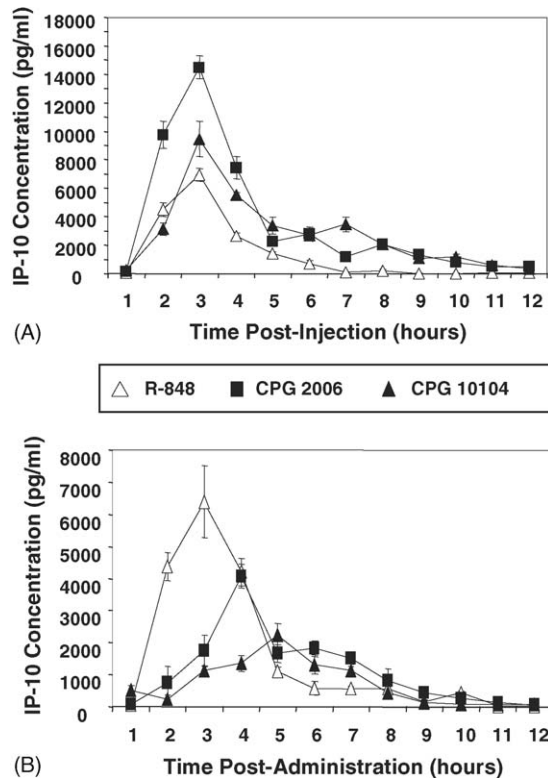 18000
16000
14000
12000
10000
8000
6000
4000
2000
0
IP-10 Concentration (pg/ml)
1 2 3 4 5 6 7 8 9 10 11 12
(A)
Time Post-Injection (hours)
R-848 CPG 2006 CPG 10104
8000
7000
6000
5000
4000
3000
2000
1000
0
IP-10 Concentration (pg/ml)
1 2 3 4 5 6 7 8 9 10 11 12
(B)
Time Post-Administration (hours)